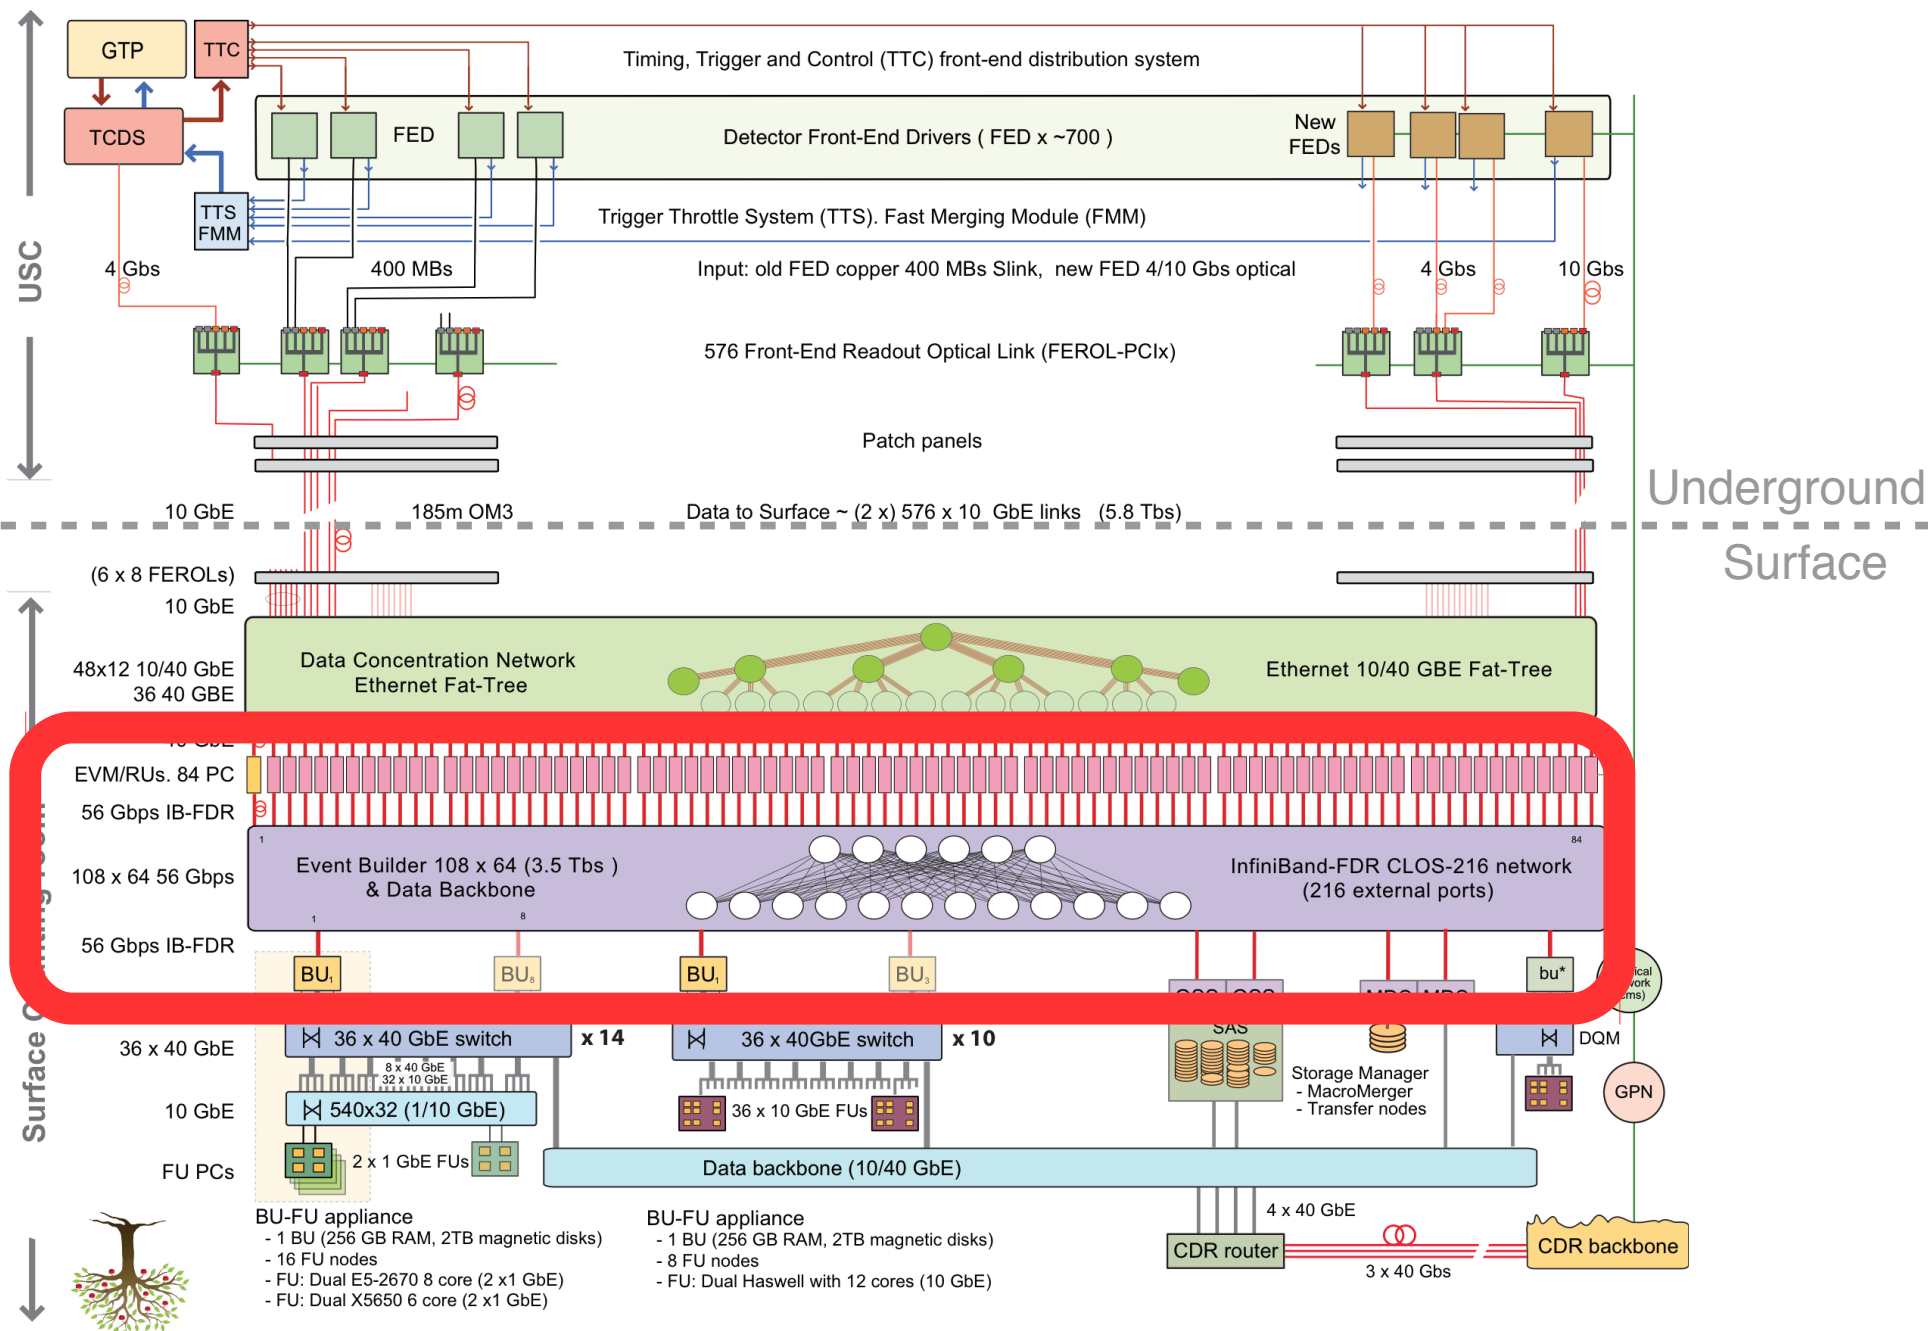 GTP
TTC
Timing, Trigger and Control (TTC) front-end distribution system
TCDS
FED
Detector Front-End Drivers ( FED x ~700 )
New
FEDs
TTS
FMM
Trigger Throttle System (TTS). Fast Merging Module (FMM)
USC
4 Gbs
400 MBs
Input: old FED copper 400 MBs Slink, new FED 4/10 Gbs optical
4 Gbs
10 Gbs
576 Front-End Readout Optical Link (FEROL-PCIx)
Patch panels
Underground
10 GbE
185m OM3
Data to Surface ~ (2 x) 576 x 10 GbE links (5.8 Tbs)
Surface
(6 x 8 FEROLs)
10 GbE
48x12 10/40 GbE
36 40 GBE
Data Concentration Network
Ethernet Fat-Tree
Ethernet 10/40 GBE Fat-Tree
EVM/RUs. 84 PC
56 Gbps IB-FDR
1
84
108 x 64 56 Gbps
Event Builder 108 x 64 (3.5 Tbs )
& Data Backbone
InfiniBand-FDR CLOS-216 network
(216 external ports)
1
8
56 Gbps IB-FDR
BU1
BU8
BU1
BU3
bu*
Surface
36 x 40 GbE
36 x 40 GbE switch
x 14
36 x 40GbE switch
x 10
SAS
DQM
8 x 40 GbE
32 x 10 GbE
Storage Manager
- MacroMerger
- Transfer nodes
GPN
10 GbE
540x32 (1/10 GbE)
36 x 10 GbE FUs
FU PCs
2 x 1 GbE FUs
Data backbone (10/40 GbE)
BU-FU appliance
- 1 BU (256 GB RAM, 2TB magnetic disks)
- 16 FU nodes
- FU: Dual E5-2670 8 core (2 x1 GbE)
- FU: Dual X5650 6 core (2 x1 GbE)
BU-FU appliance
- 1 BU (256 GB RAM, 2TB magnetic disks)
- 8 FU nodes
- FU: Dual Haswell with 12 cores (10 GbE)
4 x 40 GbE
CDR router
3 x 40 Gbs
CDR backbone